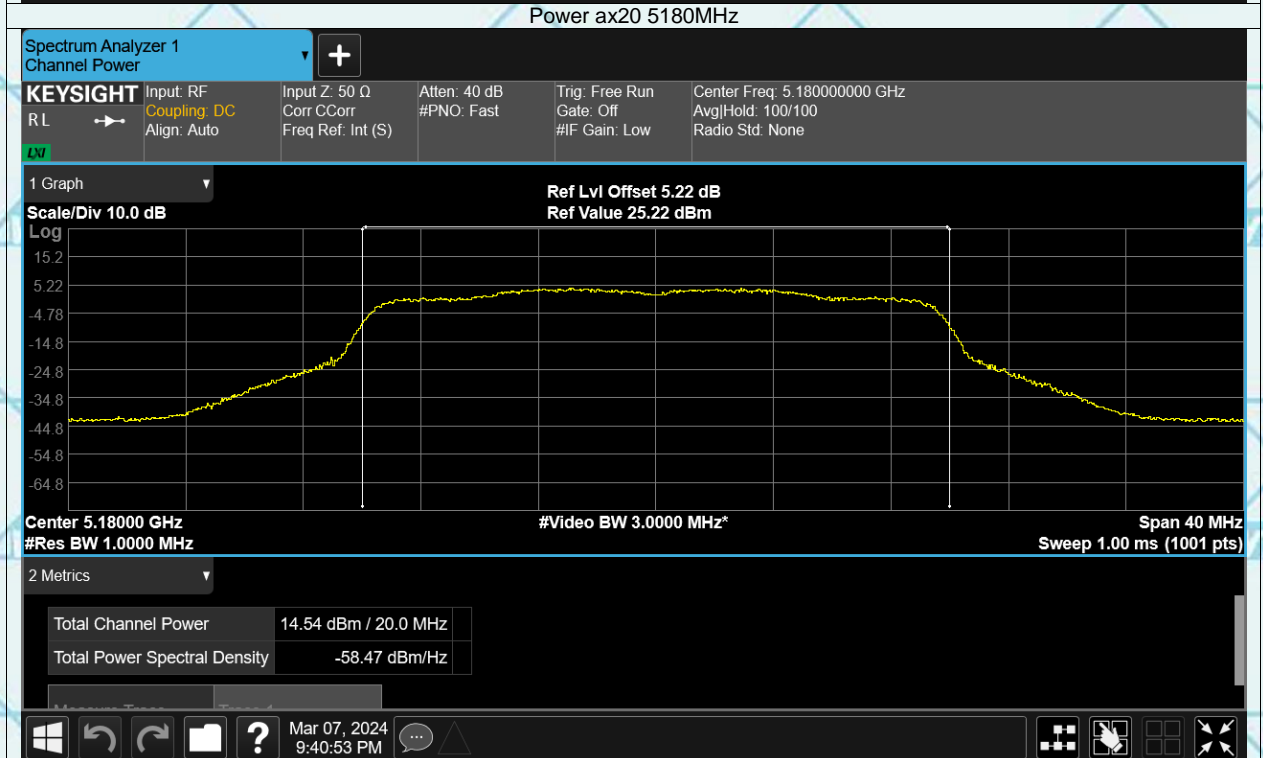 Power ax20 5180MHz
Spectrum Analyzer 1
Channel Power
KEYSIGHT
R L
LXI
Input: RF
Coupling: DC
Align: Auto
Input Z: 50 Ω
Corr CCorr
Freq Ref: Int (S)
Atten: 40 dB
#PNO: Fast
Trig: Free Run
Gate: Off
#IF Gain: Low
Center Freq: 5.180000000 GHz
Avg|Hold: 100/100
Radio Std: None
1 Graph
Scale/Div 10.0 dB
Ref Lvl Offset 5.22 dB
Ref Value 25.22 dBm
Log
15.2
5.22
-4.78
-14.8
-24.8
-34.8
-44.8
-54.8
-64.8
Center 5.18000 GHz
#Video BW 3.0000 MHz*
Span 40 MHz
#Res BW 1.0000 MHz
Sweep 1.00 ms (1001 pts)
2 Metrics
Total Channel Power 14.54 dBm / 20.0 MHz
Total Power Spectral Density -58.47 dBm/Hz
Measure Trace Trace 1
Mar 07, 2024
9:40:53 PM